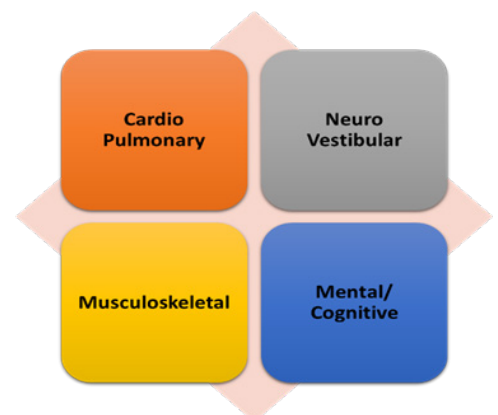 Cardio
Pulmonary
Neuro
Vestibular
Musculoskeletal
Mental/
Cognitive